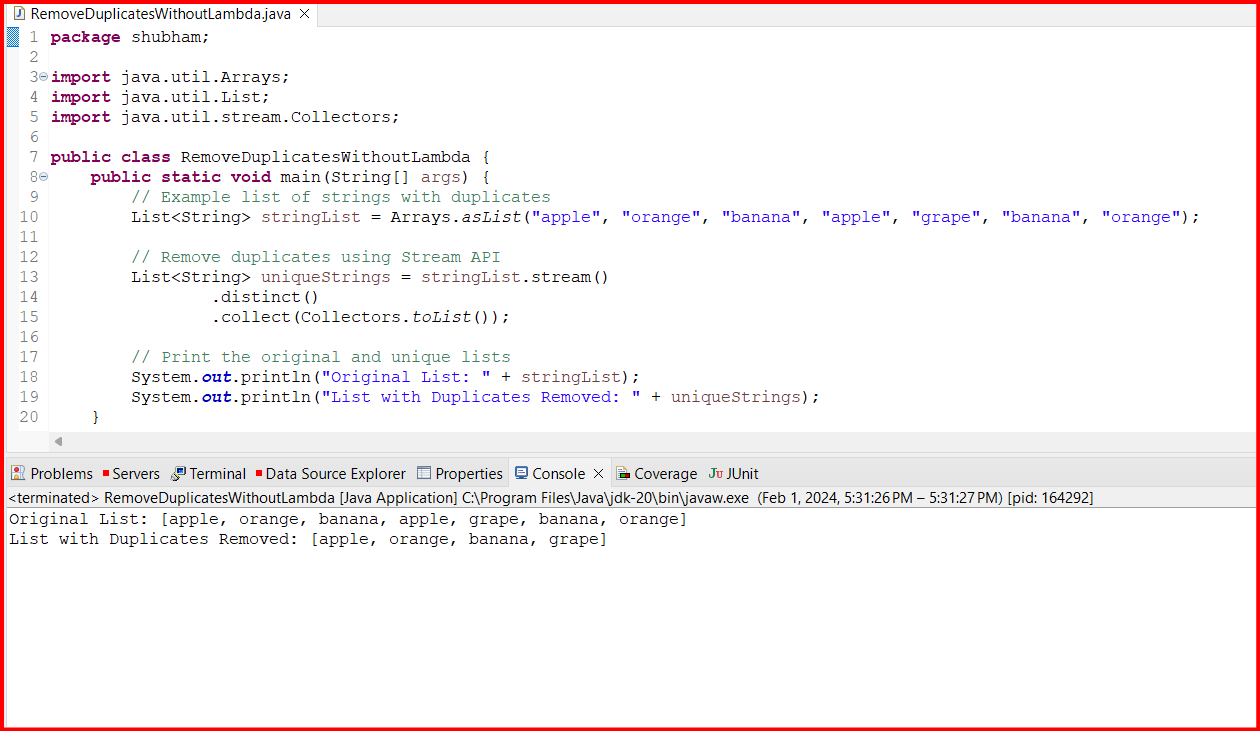 RemoveDuplicatesWithoutLambda.java
1 package shubham;
2
3 import java.util.Arrays;
4 import java.util.List;
5 import java.util.stream.Collectors;
6
7 public class RemoveDuplicatesWithoutLambda {
8     public static void main(String[] args) {
9         // Example list of strings with duplicates
10         List<String> stringList = Arrays.asList("apple", "orange", "banana", "apple", "grape", "banana", "orange");
11
12         // Remove duplicates using Stream API
13         List<String> uniqueStrings = stringList.stream()
14                 .distinct()
15                 .collect(Collectors.toList());
16
17         // Print the original and unique lists
18         System.out.println("Original List: " + stringList);
19         System.out.println("List with Duplicates Removed: " + uniqueStrings);
20     }
Problems Servers Terminal Data Source Explorer Properties Console Coverage JUnit
<terminated> RemoveDuplicatesWithoutLambda [Java Application] C:\Program Files\Java\jdk-20\bin\javaw.exe (Feb 1, 2024, 5:31:26 PM – 5:31:27 PM) [pid: 164292]
Original List: [apple, orange, banana, apple, grape, banana, orange]
List with Duplicates Removed: [apple, orange, banana, grape]